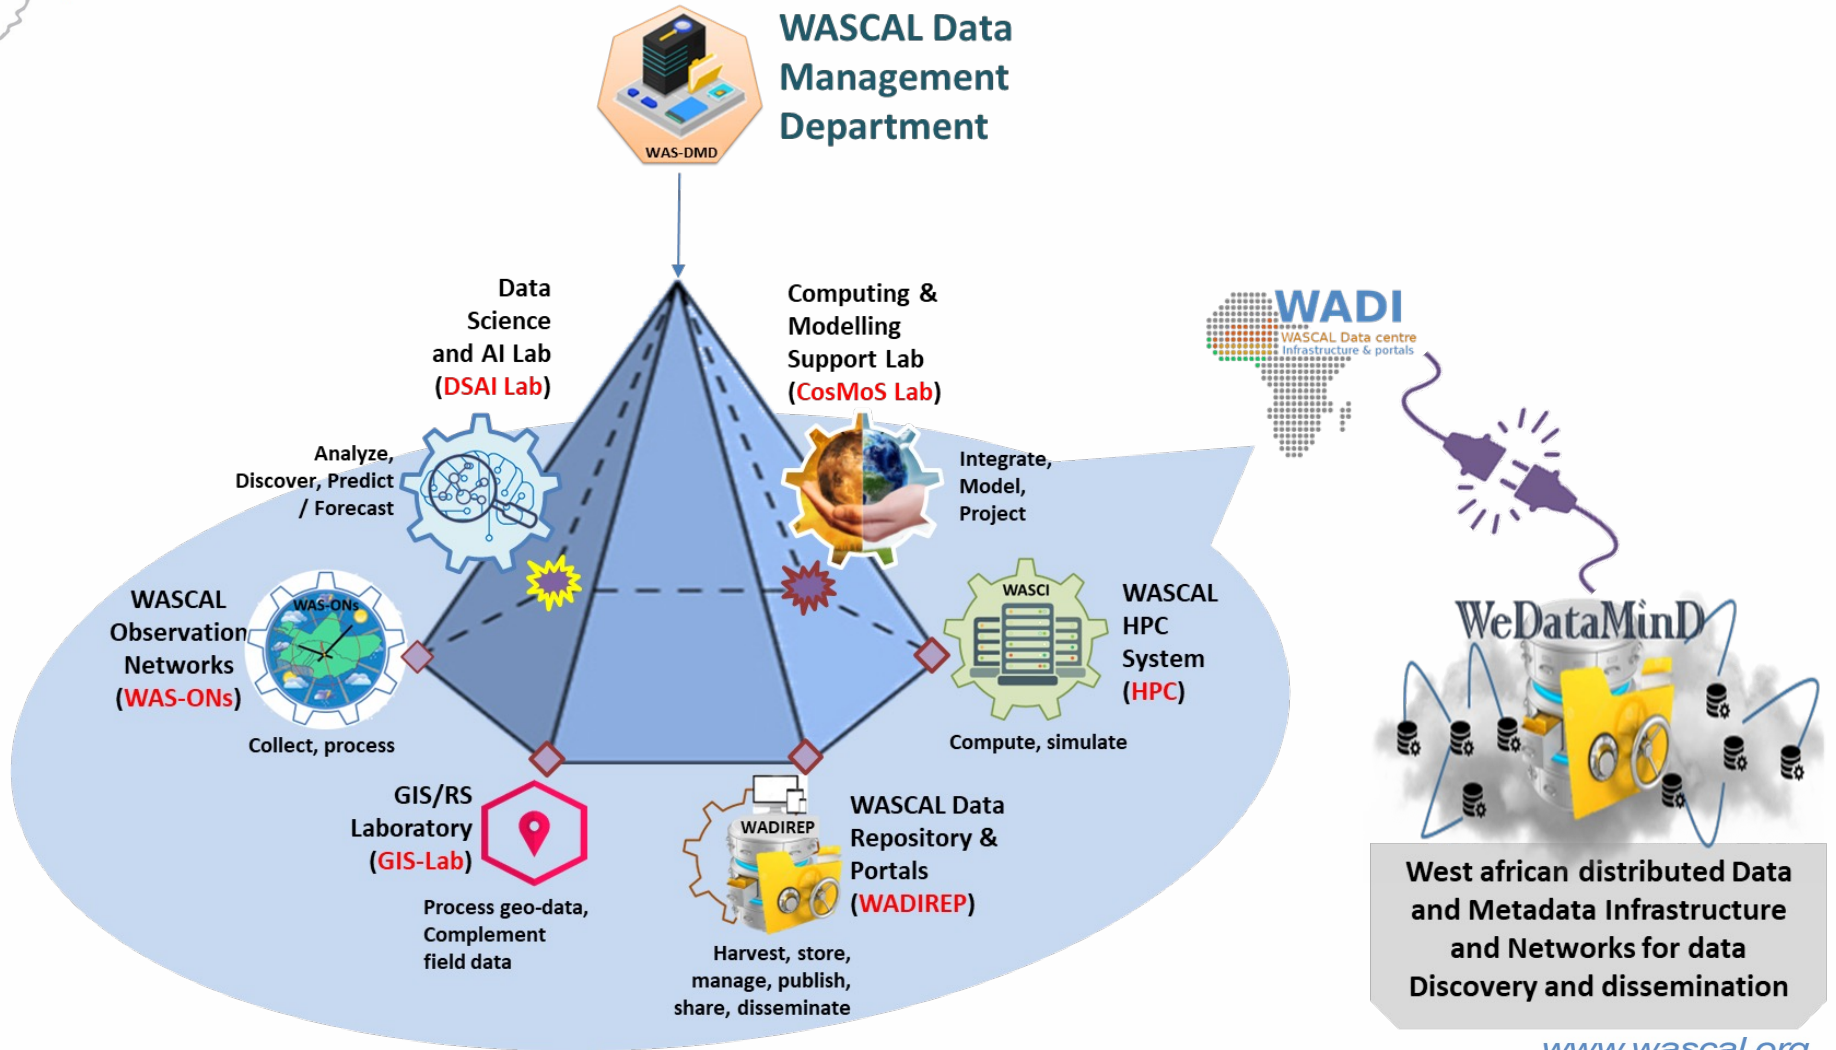 WASCAL Data
Management
Department
WAS-DMD
Data
Science
and AI Lab
(DSAI Lab)
Computing &
Modelling
Support Lab
(CosMoS Lab)
WADI
WASCAL Data centre
Infrastructure & portals
Analyze,
Discover, Predict
/ Forecast
Integrate,
Model,
Project
WASCAL
Observation
Networks
(WAS-ONs)
WAS-ONs
Collect, process
WASCI
WASCAL
HPC
System
(HPC)
Compute, simulate
WeDataMinD
GIS/RS
Laboratory
(GIS-Lab)
Process geo-data,
Complement
field data
WADIREP
WASCAL Data
Repository &
Portals
(WADIREP)
Harvest, store,
manage, publish,
share, disseminate
West african distributed Data
and Metadata Infrastructure
and Networks for data
Discovery and dissemination
www.wascal.org